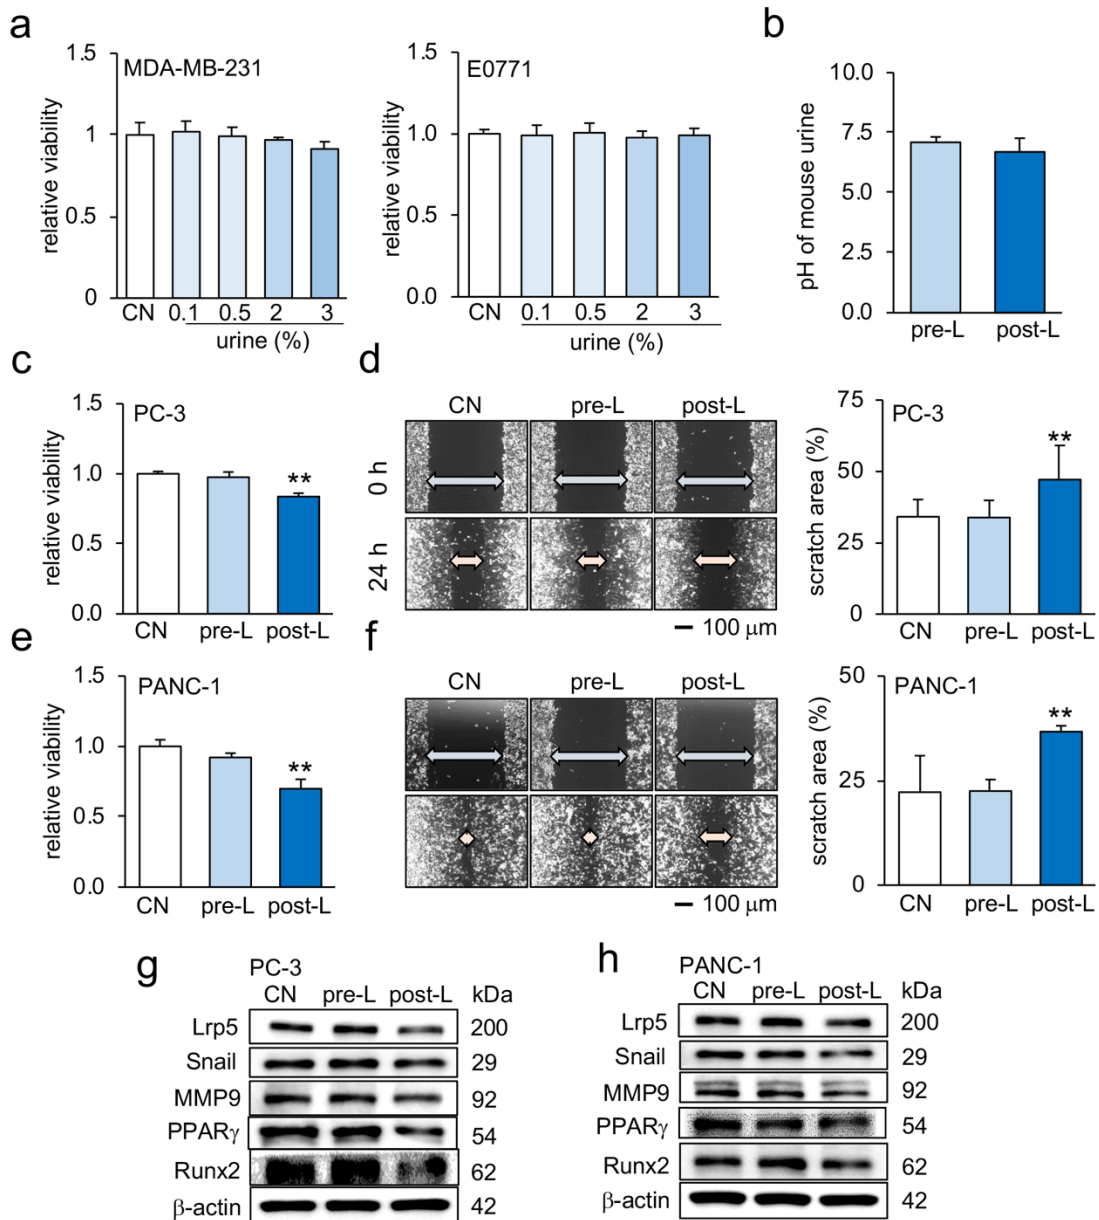 a
1.5
1
0.5
0
relative viability
MDA-MB-231
CN 0.1 0.5 2 3
urine (%)
1.5
1.0
0.5
0.0
relative viability
E0771
CN 0.1 0.5 2 3
urine (%)
b
10.0
7.5
5.0
2.5
0.0
pH of mouse urine
pre-L post-L
c
1.5
1.0
0.5
0.0
relative viability
PC-3
**
CN pre-L post-L
d
CN pre-L post-L
0 h
24 h
100 μm
75
50
25
0
scratch area (%)
PC-3
**
CN pre-L post-L
e
1.5
1.0
0.5
0.0
relative viability
PANC-1
**
CN pre-L post-L
f
CN pre-L post-L
100 μm
50
25
0
scratch area (%)
PANC-1
**
CN pre-L post-L
g
PC-3
CN pre-L post-L kDa
Lrp5 200
Snail 29
MMP9 92
PPARγ 54
Runx2 62
β-actin 42
h
PANC-1
CN pre-L post-L kDa
Lrp5 200
Snail 29
MMP9 92
PPARγ 54
Runx2 62
β-actin 42